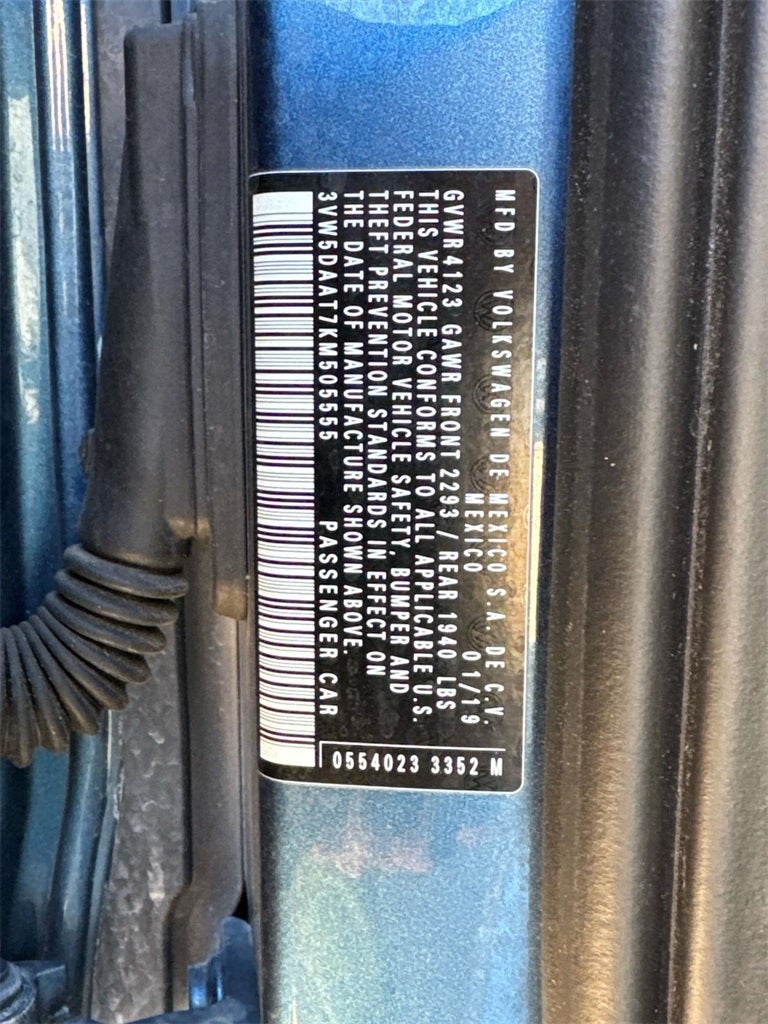 MFD BY VOLKSWAGEN DE MEXICO S.A. DE C.V.
MEXICO 01/19
GVWR 4123 GAWR FRONT 2293 / REAR 1940 LBS
THIS VEHICLE CONFORMS TO ALL APPLICABLE U.S.
FEDERAL MOTOR VEHICLE SAFETY, BUMPER AND
THEFT PREVENTION STANDARDS IN EFFECT ON
THE DATE OF MANUFACTURE SHOWN ABOVE.
3VW5DAAT7KM505555 PASSENGER CAR
0554023 3352 M